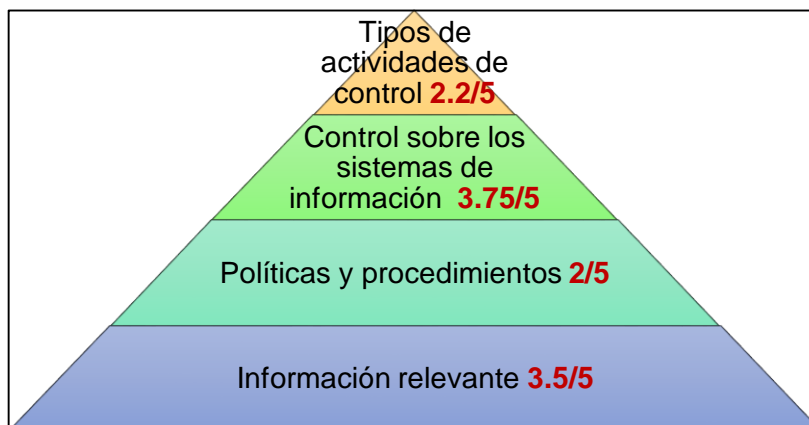 Tipos de
actividades de
control 2.2/5
Control sobre los
sistemas de
información 3.75/5
Políticas y procedimientos 2/5
Información relevante 3.5/5